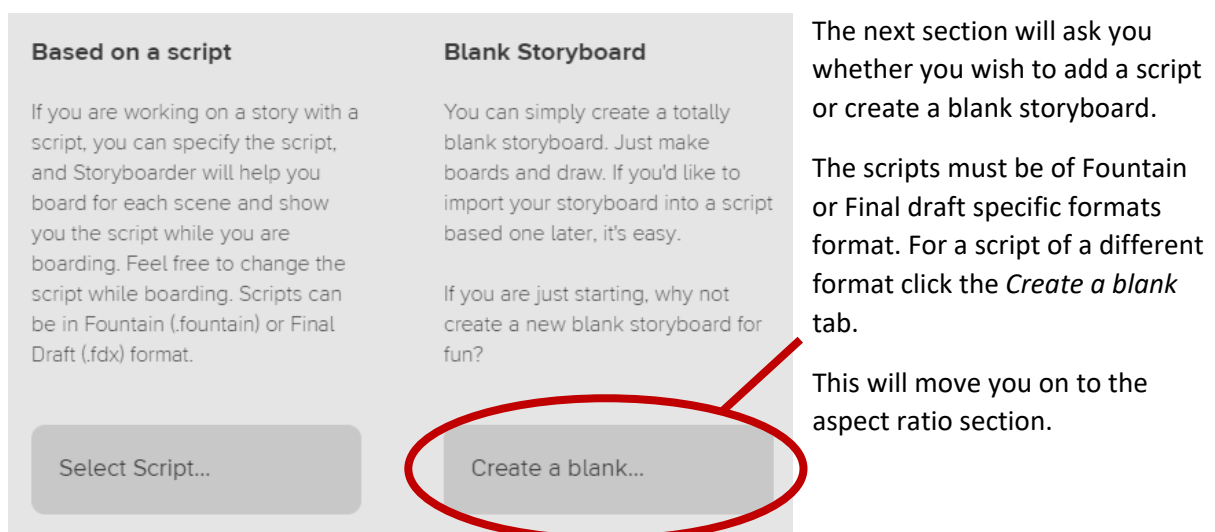 Based on a script
If you are working on a story with a
script, you can specify the script,
and Storyboarder will help you
board for each scene and show
you the script while you are
boarding. Feel free to change the
script while boarding. Scripts can
be in Fountain (.fountain) or Final
Draft (.fdx) format.
Select Script...
Blank Storyboard
You can simply create a totally
blank storyboard. Just make
boards and draw. If you'd like to
import your storyboard into a script
based one later, it's easy.
If you are just starting, why not
create a new blank storyboard for
fun?
Create a blank...
The next section will ask you
whether you wish to add a script
or create a blank storyboard.
The scripts must be of Fountain
or Final draft specific formats
format. For a script of a different
format click the Create a blank
tab.
This will move you on to the
aspect ratio section.